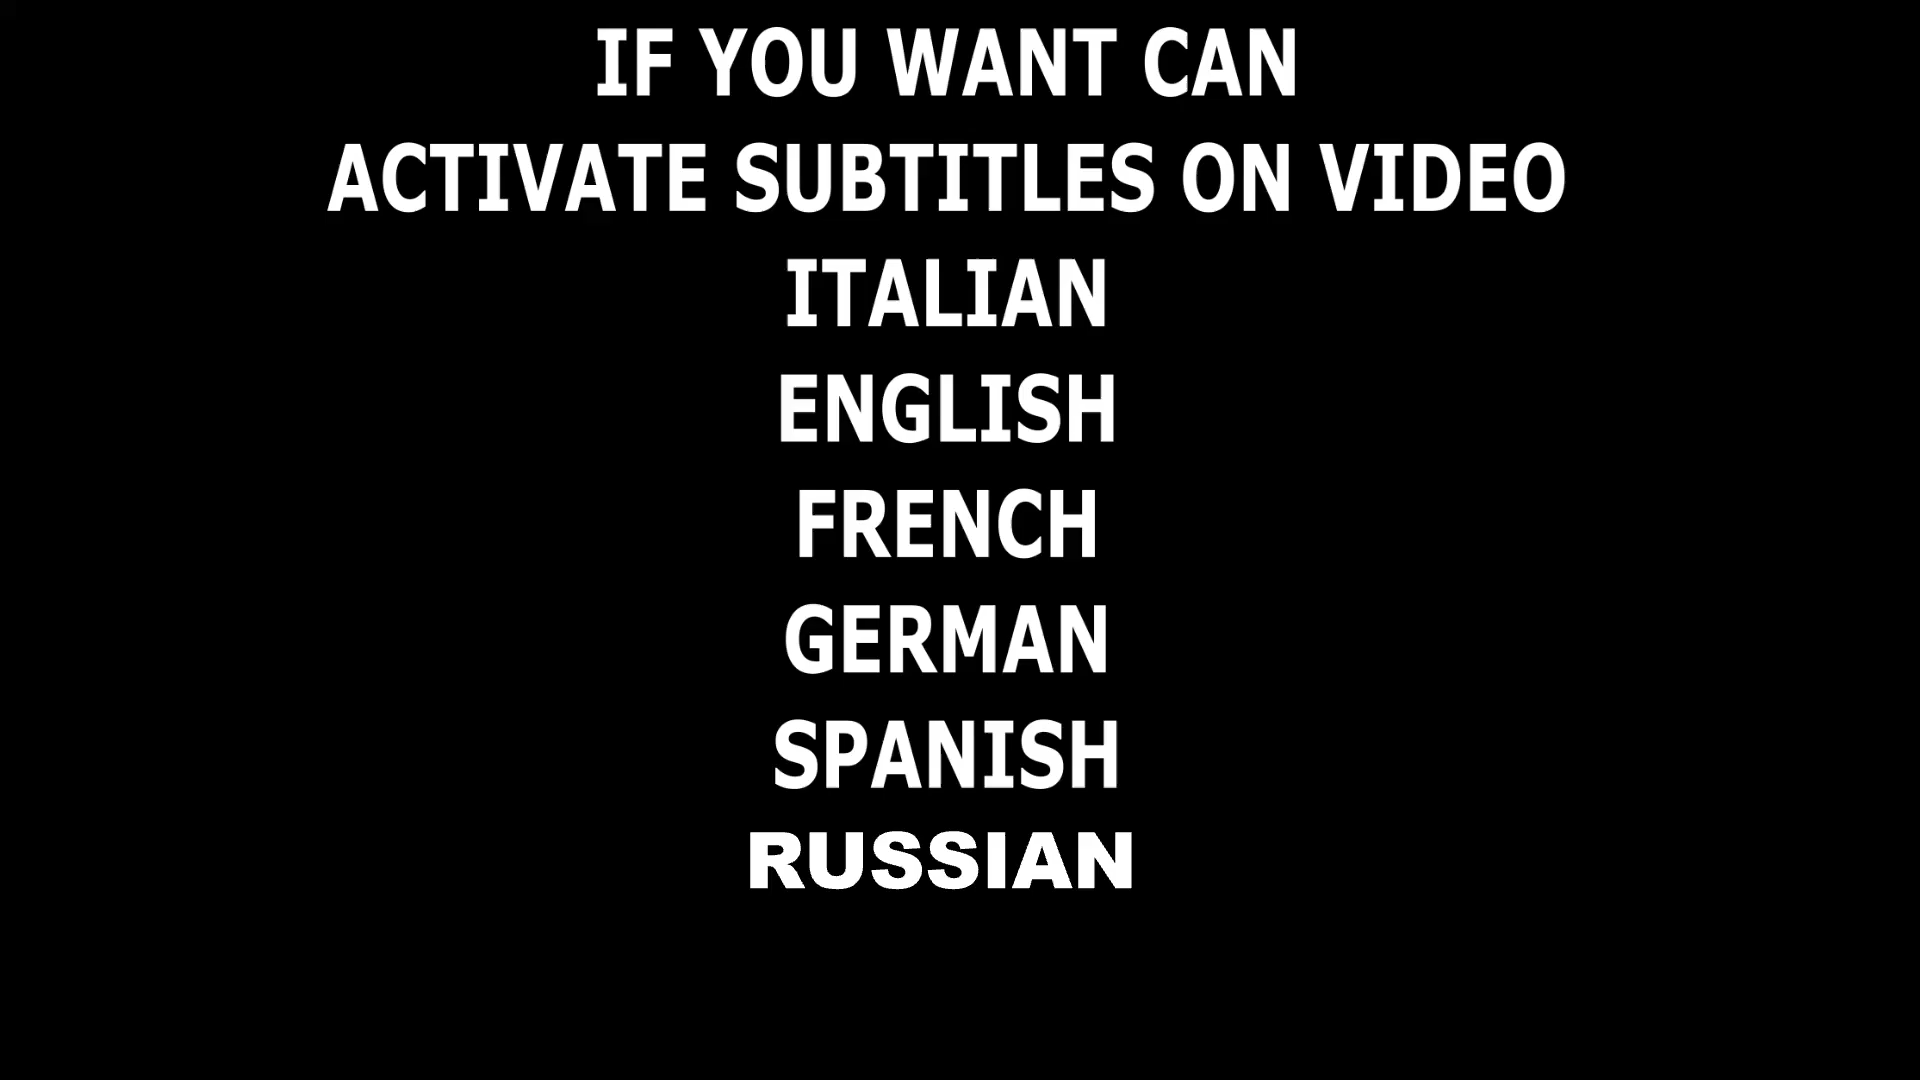 IF YOU WANT CAN
ACTIVATE SUBTITLES ON VIDEO
ITALIAN
ENGLISH
FRENCH
GERMAN
SPANISH
RUSSIAN